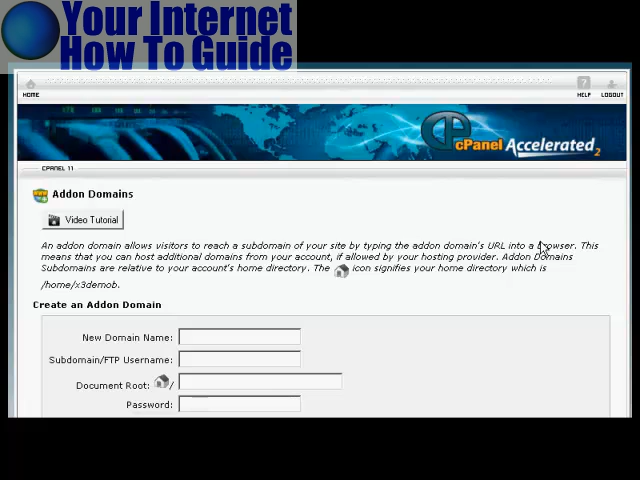 Your Internet
How To Guide
HOME
HELP
LOGOUT
cPanel Accelerated 2
CPANEL 11
Addon Domains
Video Tutorial
An addon domain allows visitors to reach a subdomain of your site by typing the addon domain's URL into a browser. This
means that you can host additional domains from your account, if allowed by your hosting provider. Addon Domains
Subdomains are relative to your account's home directory. The icon signifies your home directory which is
/home/x3demob.
Create an Addon Domain
New Domain Name:
Subdomain/FTP Username:
Document Root: /
Password: